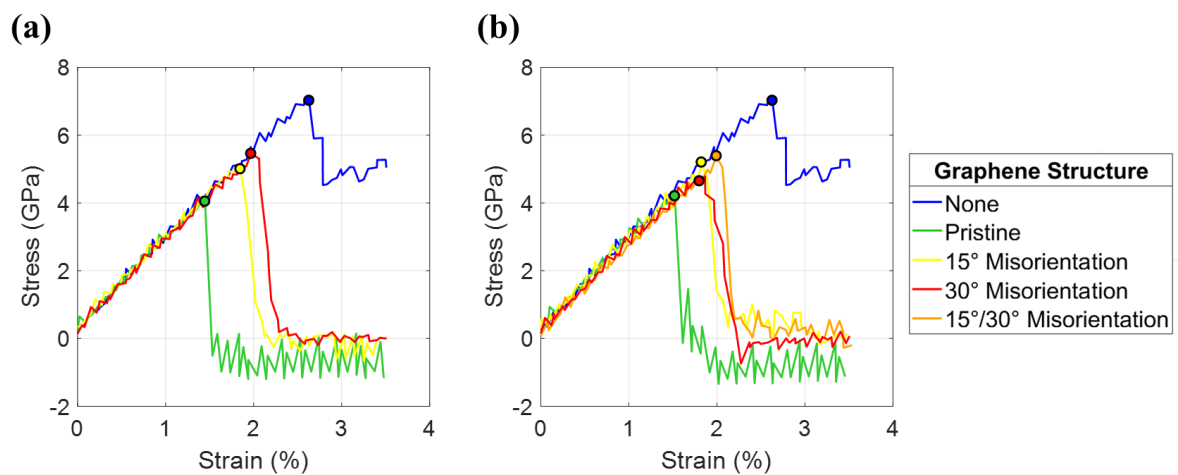 (a)
(b)
8
6
4
2
0
-2
Stress (GPa)
0 1 2 3 4
Strain (%)
8
6
4
2
0
-2
Stress (GPa)
0 1 2 3 4
Strain (%)
Graphene Structure
None
Pristine
15° Misorientation
30° Misorientation
15°/30° Misorientation